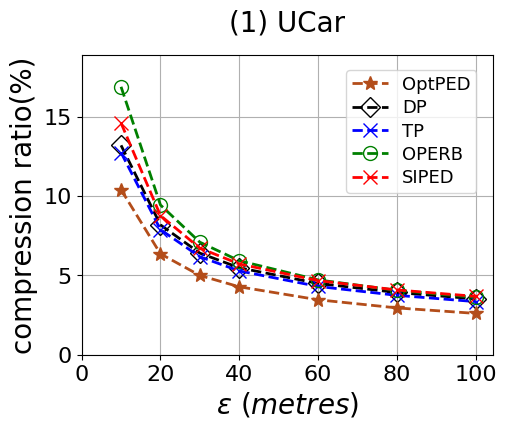 (1) UCar
compression ratio(%)
15
10
5
0
0 20 40 60 80 100
ε (metres)
OptPED
DP
TP
OPERB
SIPED